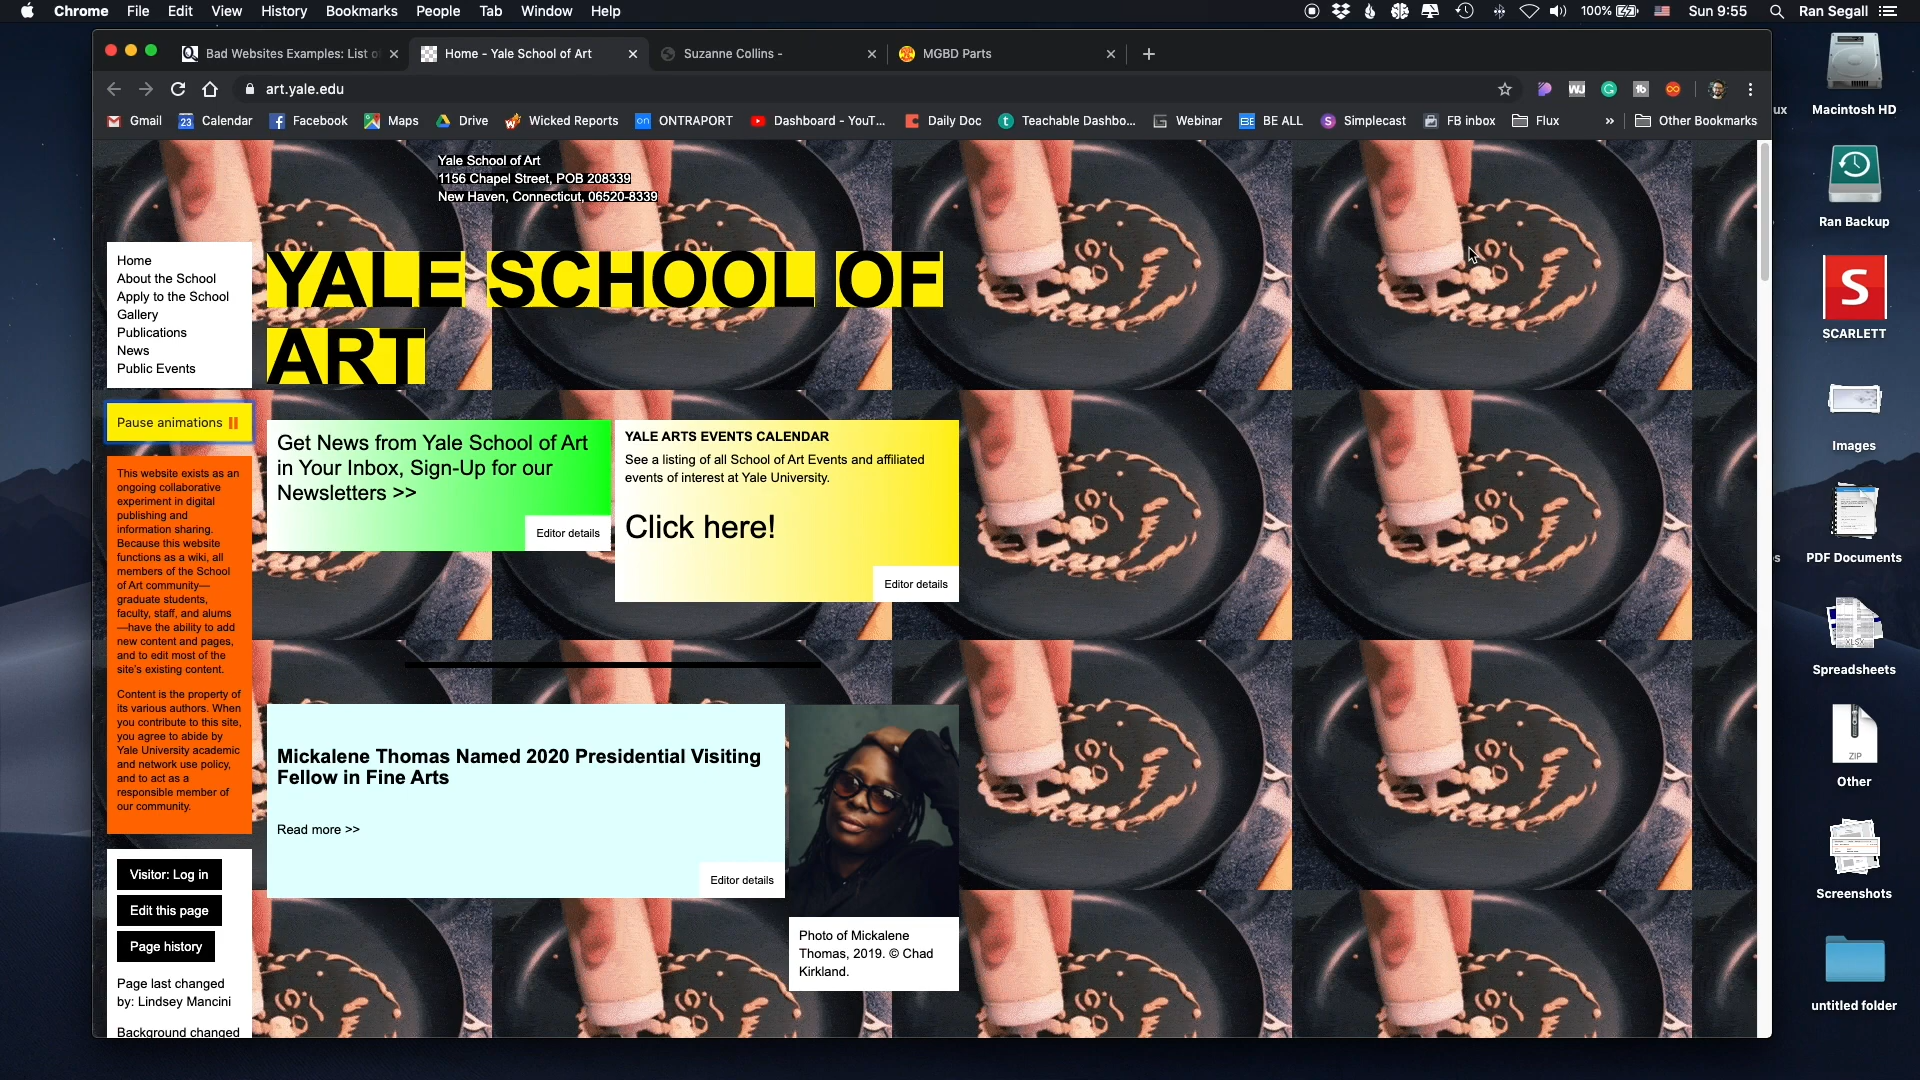 Chrome File Edit View History Bookmarks People Tab Window Help
100% Sun 9:55 Ran Segall
Bad Websites Examples: List o
Home - Yale School of Art
Suzanne Collins -
MGBD Parts
art.yale.edu
Gmail
23 Calendar
Facebook
Maps
Drive
Wicked Reports
on ONTRAPORT
Dashboard - YouT...
Daily Doc
t Teachable Dashbo...
Webinar
BE BE ALL
S Simplecast
FB inbox
Flux
»
Other Bookmarks
Yale School of Art
1156 Chapel Street, POB 208339
New Haven, Connecticut, 06520-8339
Home
About the School
Apply to the School
Gallery
Publications
News
Public Events
YALE SCHOOL OF
ART
Pause animations
This website exists as an
ongoing collaborative
experiment in digital
publishing and
information sharing.
Because this website
functions as a wiki, all
members of the School
of Art community—
graduate students,
faculty, staff, and alums
—have the ability to add
new content and pages,
and to edit most of the
site's existing content.
Content is the property of
its various authors. When
you contribute to this site,
you agree to abide by
Yale University academic
and network use policy,
and to act as a
responsible member of
our community.
Visitor: Log in
Edit this page
Page history
Page last changed
by: Lindsey Mancini
Background changed
Get News from Yale School of Art
in Your Inbox, Sign-Up for our
Newsletters >>
Editor details
YALE ARTS EVENTS CALENDAR
See a listing of all School of Art Events and affiliated
events of interest at Yale University.
Click here!
Editor details
Mickalene Thomas Named 2020 Presidential Visiting
Fellow in Fine Arts
Read more >>
Editor details
Photo of Mickalene
Thomas, 2019. © Chad
Kirkland.
Macintosh HD
ux
Ran Backup
S
SCARLETT
Images
PDF Documents
XLSX
Spreadsheets
ZIP
Other
Screenshots
untitled folder